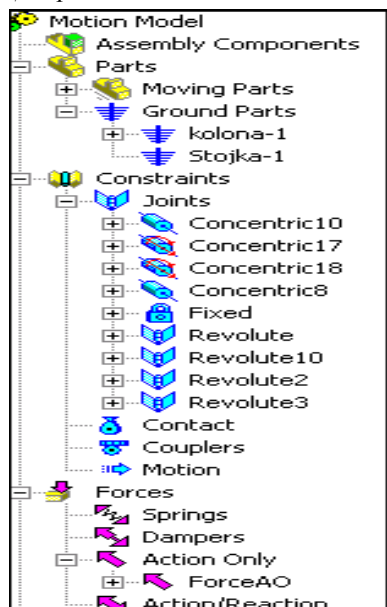 Motion Model
Assembly Components
Parts
Moving Parts
Ground Parts
kolona-1
Stojka-1
Constraints
Joints
Concentric10
Concentric17
Concentric18
Concentric8
Fixed
Revolute
Revolute10
Revolute2
Revolute3
Contact
Couplers
Motion
Forces
Springs
Dampers
Action Only
ForceAO
Action/Reaction